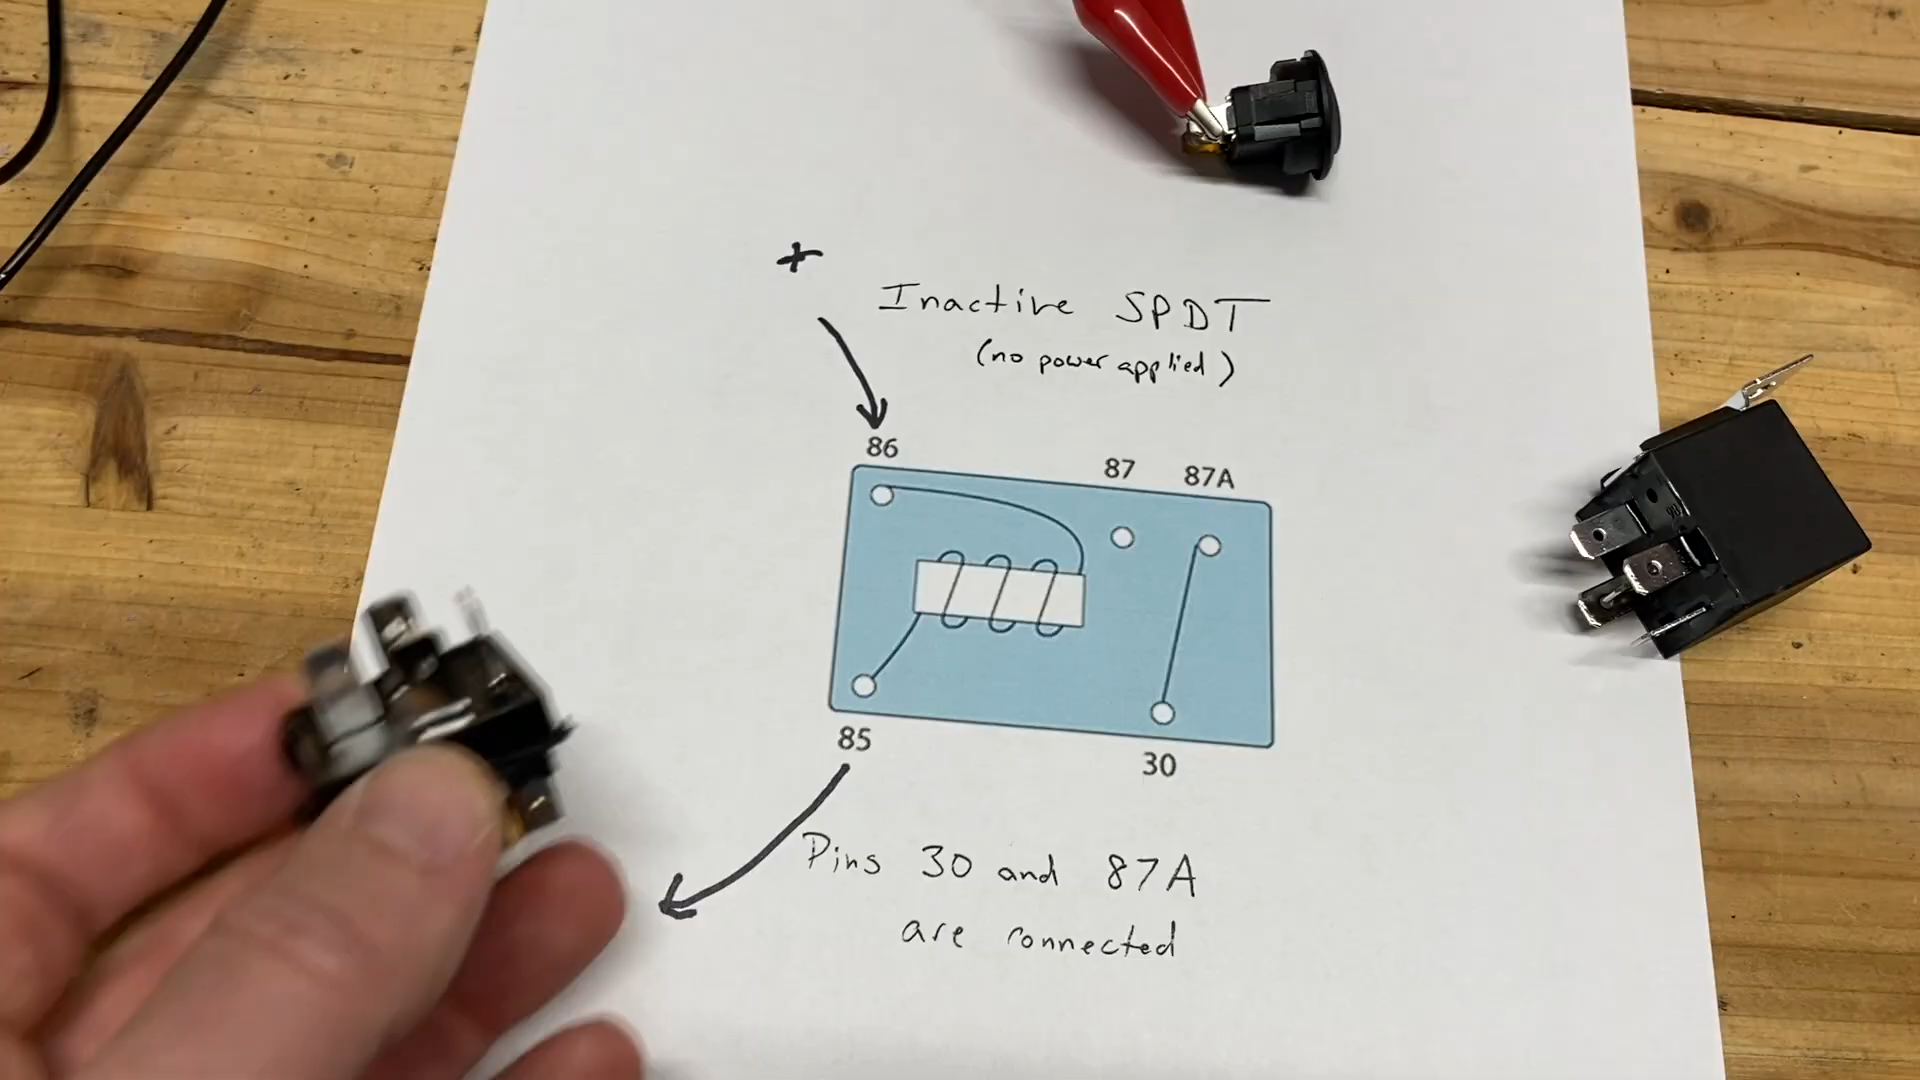 +
Inactive SPDT
(no power applied)
86
87 87A
85
30
Pins 30 and 87A
are connected